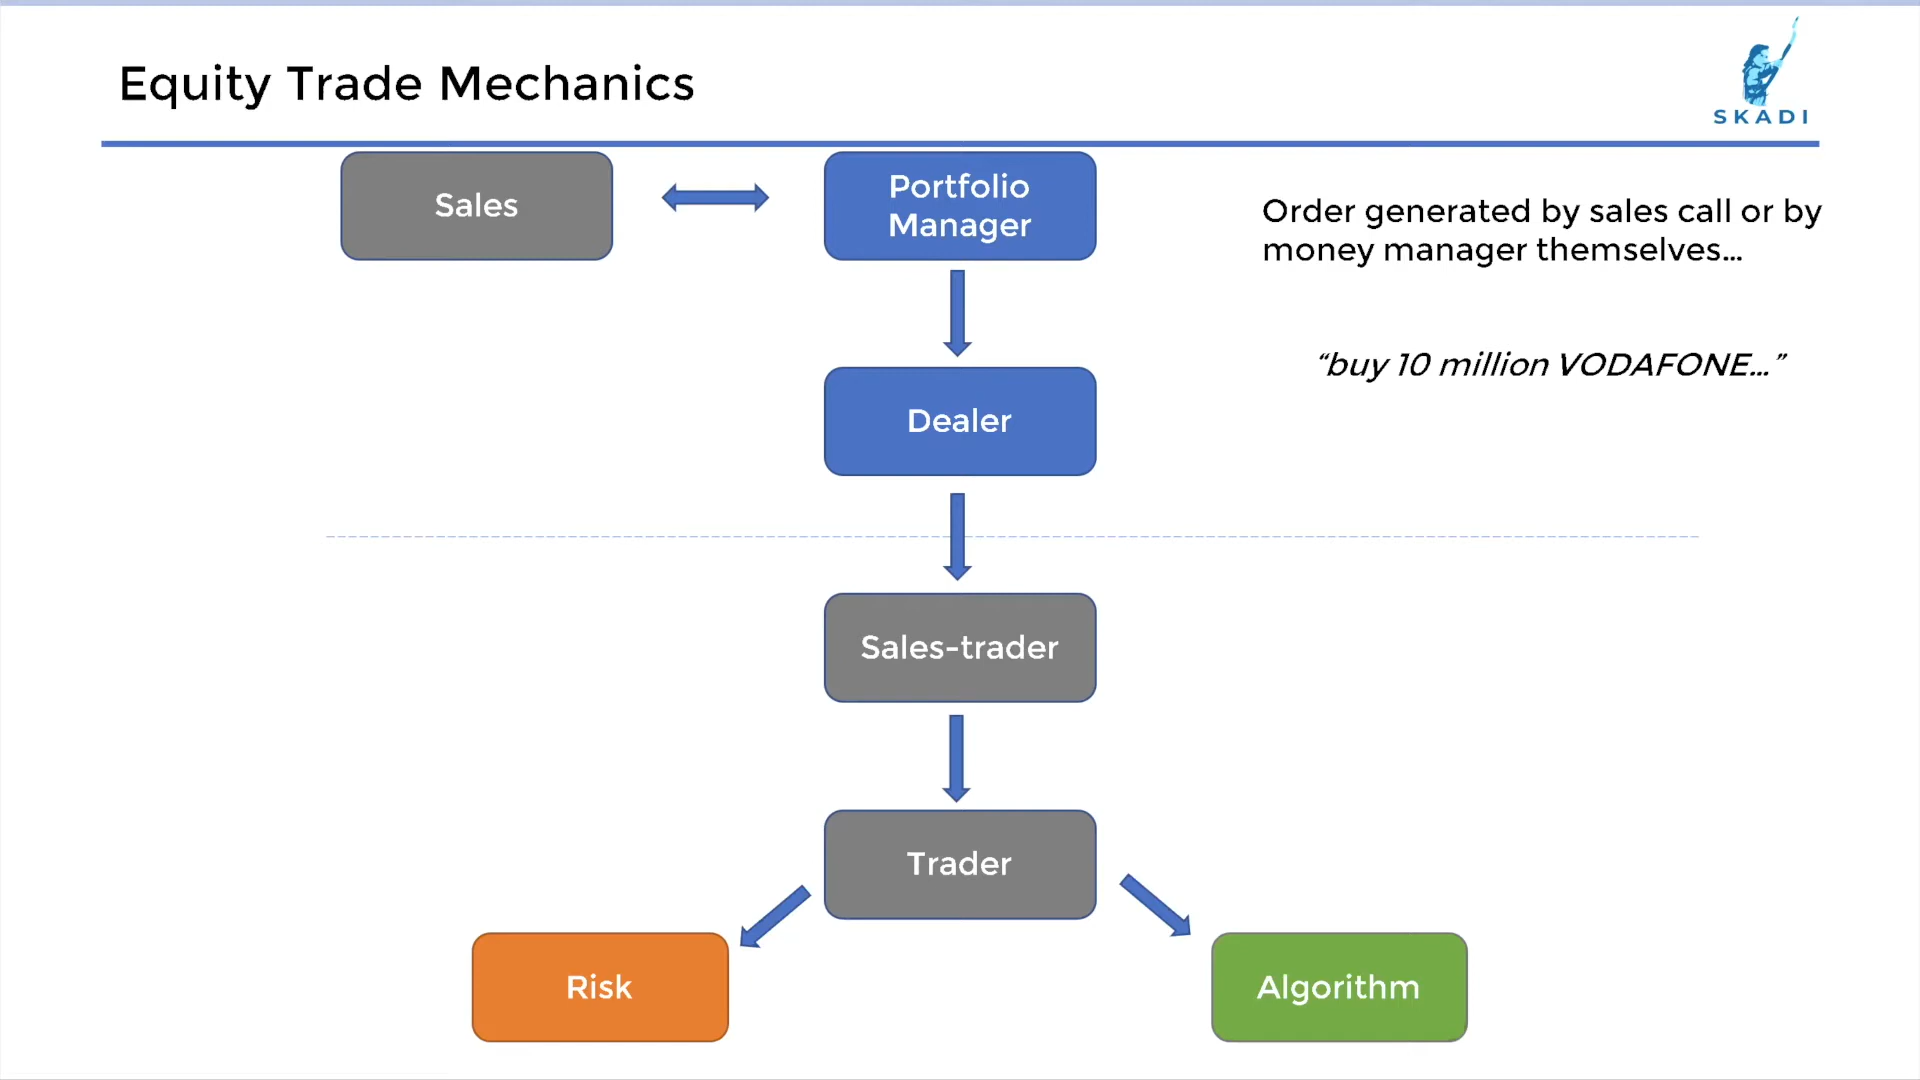 Equity Trade Mechanics
SKADI
Sales
Portfolio
Manager
Order generated by sales call or by
money manager themselves...
“buy 10 million VODAFONE...”
Dealer
Sales-trader
Trader
Risk
Algorithm